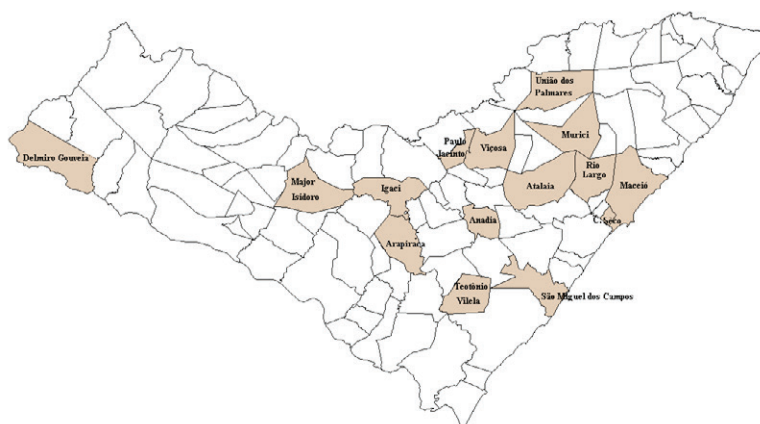 União dos
Palmares
Murici
Paulo
Jacinto
Viçosa
Delmiro Gouveia
Major
Isidoro
Igaci
Atalaia
Rio
Largo
Maceió
Anadia
C. Seco
Arapiraca
Teotônio
Vilela
São Miguel dos Campos